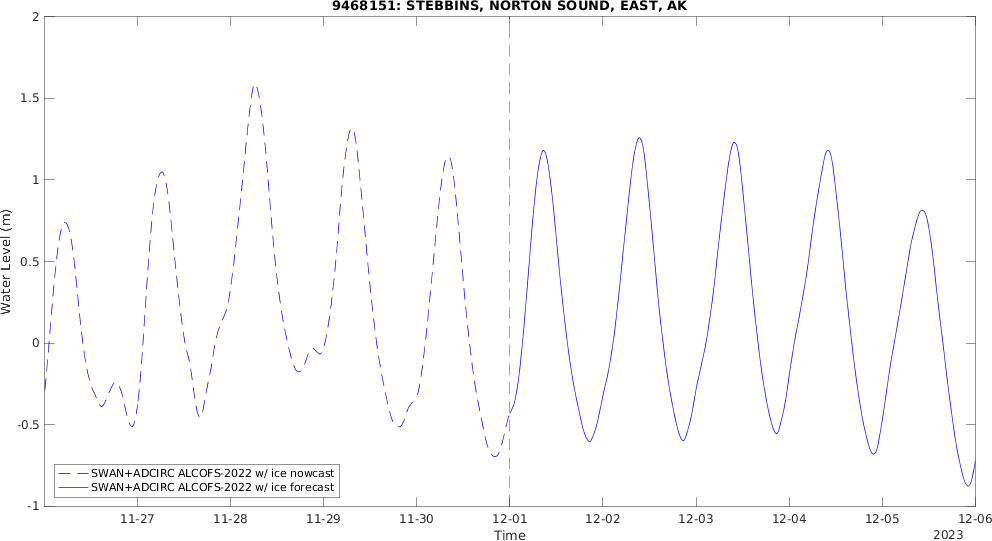 9468151: STEBBINS, NORTON SOUND, EAST, AK
2
1.5
1
0.5
0
-0.5
-1
Water Level (m)
SWAN+ADCIRC ALCOFS-2022 w/ ice nowcast
SWAN+ADCIRC ALCOFS-2022 w/ ice forecast
11-27 11-28 11-29 11-30 12-01 12-02 12-03 12-04 12-05 12-06
Time
2023